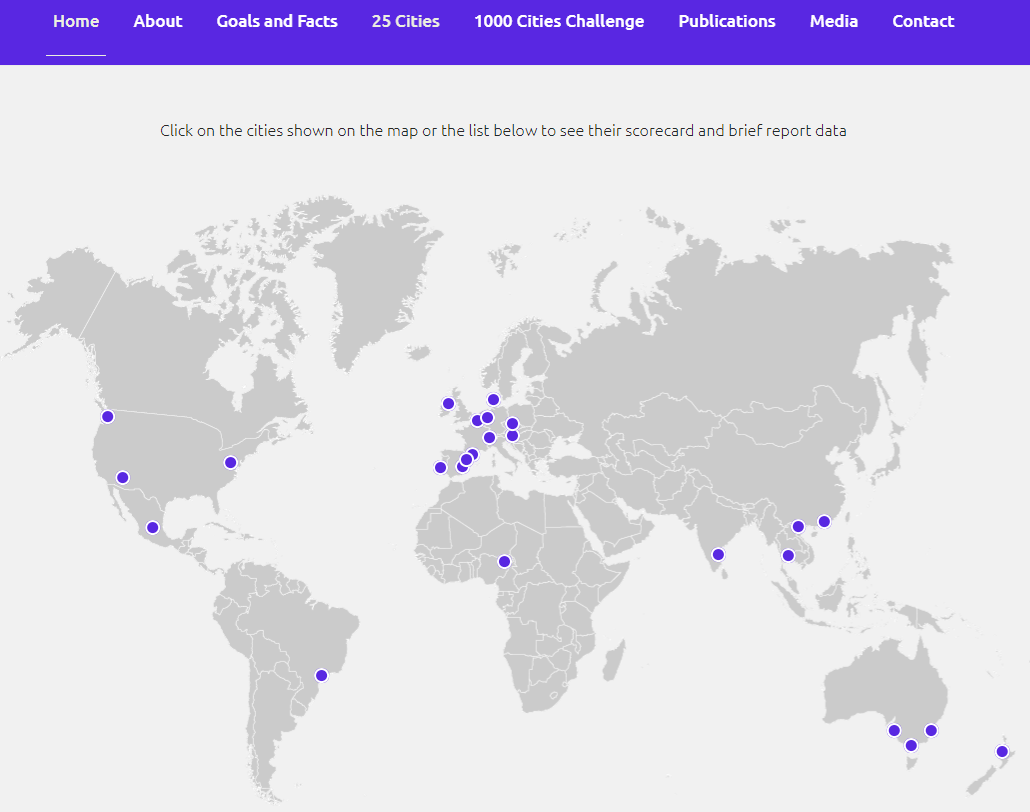 Home About Goals and Facts 25 Cities 1000 Cities Challenge Publications Media Contact
Click on the cities shown on the map or the list below to see their scorecard and brief report data